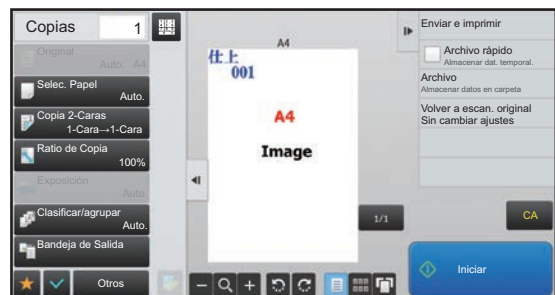 Copias 1
Original
Auto. A4
Selec. Papel
Auto.
Copia 2-Caras
1-Cara→1-Cara
Ratio de Copia
100%
Exposición
Auto.
Clasificar/agrupar
Auto.
Bandeja de Salida
Otros
A4
仕上
001
A4
Image
1/1
Enviar e imprimir
Archivo rápido
Almacenar dat. temporal.
Archivo
Almacenar datos en carpeta
Volver a escan. original
Sin cambiar ajustes
CA
Iniciar